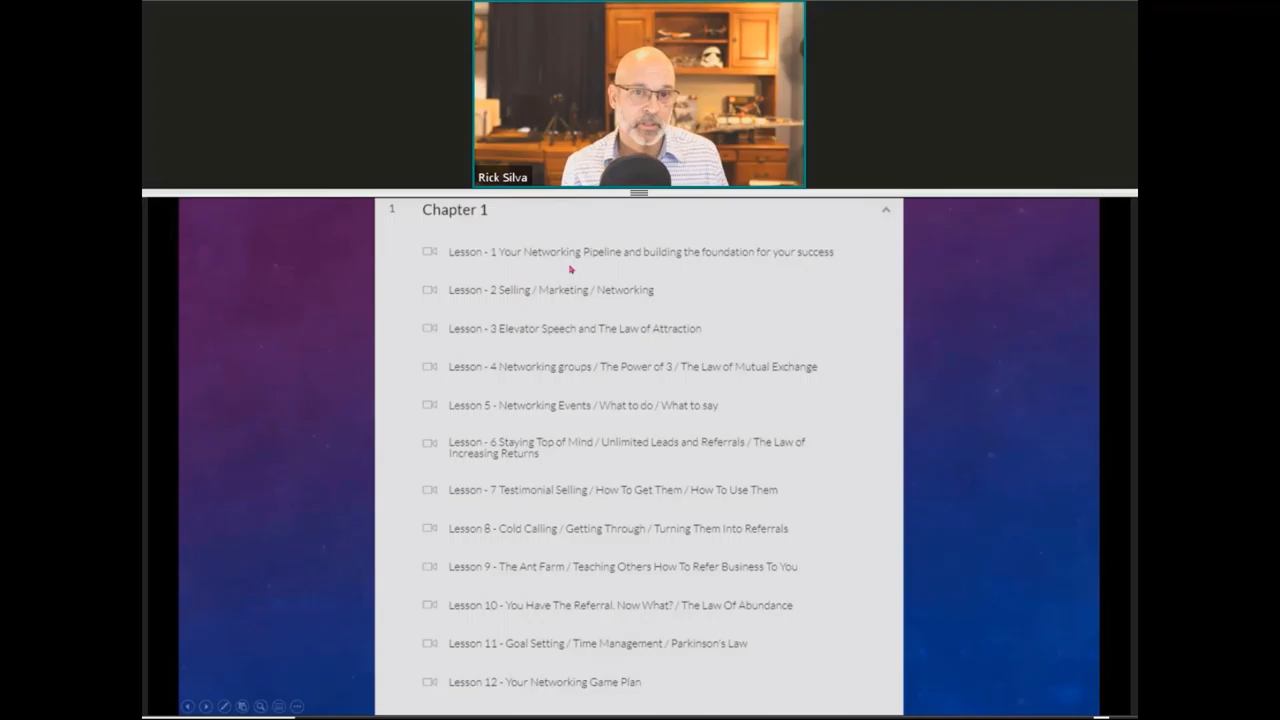 Rick Silva
1 Chapter 1
Lesson - 1 Your Networking Pipeline and building the foundation for your success
Lesson - 2 Selling / Marketing / Networking
Lesson - 3 Elevator Speech and The Law of Attraction
Lesson - 4 Networking groups / The Power of 3 / The Law of Mutual Exchange
Lesson 5 - Networking Events / What to do / What to say
Lesson - 6 Staying Top of Mind / Unlimited Leads and Referrals / The Law of
Increasing Returns
Lesson - 7 Testimonial Selling / How To Get Them / How To Use Them
Lesson 8 - Cold Calling / Getting Through / Turning Them Into Referrals
Lesson 9 - The Ant Farm / Teaching Others How To Refer Business To You
Lesson 10 - You Have The Referral. Now What? / The Law Of Abundance
Lesson 11 - Goal Setting / Time Management / Parkinson's Law
Lesson 12 - Your Networking Game Plan